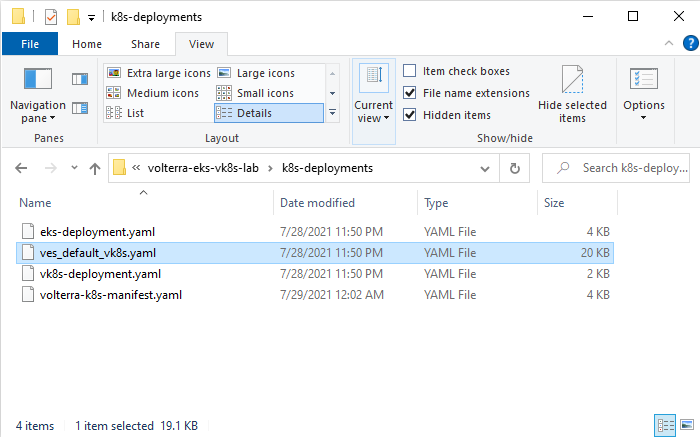 k8s-deployments
File Home Share View
Navigation pane
Extra large icons Large icons
Medium icons Small icons
List Details
Current view
Item check boxes
File name extensions
Hidden items
Hide selected items
Options
Panes Layout Show/hide
« volterra-eks-vk8s-lab > k8s-deployments
Search k8s-deploy...
Name Date modified Type Size
eks-deployment.yaml 7/28/2021 11:50 PM YAML File 4 KB
ves_default_vk8s.yaml 7/28/2021 11:50 PM YAML File 20 KB
vk8s-deployment.yaml 7/28/2021 11:50 PM YAML File 2 KB
volterra-k8s-manifest.yaml 7/29/2021 12:02 AM YAML File 4 KB
4 items 1 item selected 19.1 KB